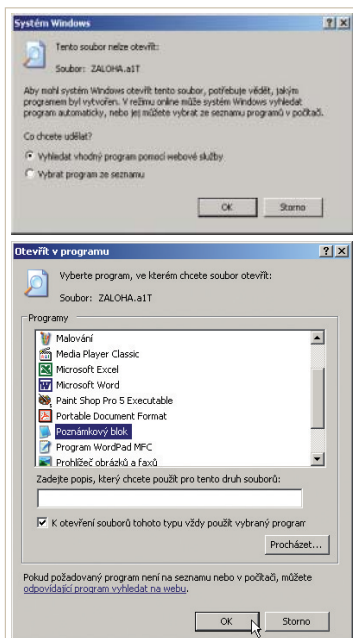 Systém Windows
Tento soubor nelze otevřít:
Soubor: ZALOHA.a1T
Aby mohl systém Windows otevřít tento soubor, potřebuje vědět, jakým
programem byl vytvořen. V režimu online může systém Windows vyhledat
program automaticky, nebo jej můžete vybrat ze seznamu programů v počítači.
Co chcete udělat?
Vyhledat vhodný program pomocí webové služby
Vybrat program ze seznamu
OK
Storno
Otevřít v programu
Vyberte program, ve kterém chcete soubor otevřít:
Soubor: ZALOHA.a1T
Programy
Malování
Media Player Classic
Microsoft Excel
Microsoft Word
Paint Shop Pro 5 Executable
Portable Document Format
Poznámkový blok
Program WordPad MFC
Prohlížeč obrázků a faxů
Zadejte popis, který chcete použít pro tento druh souborů:
K otevření souborů tohoto typu vždy použít vybraný prograr
Procházet...
Pokud požadovaný program není na seznamu nebo v počítači, můžete
odpovídající program vyhledat na webu.
OK
Storno